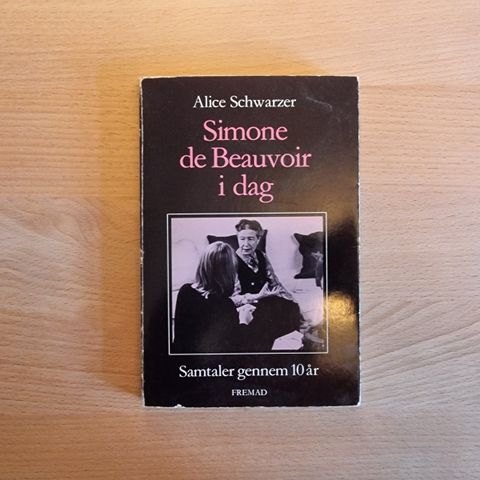 Alice Schwarzer
Simone
de Beauvoir
i dag
Samtaler gennem 10 år
FREMAD